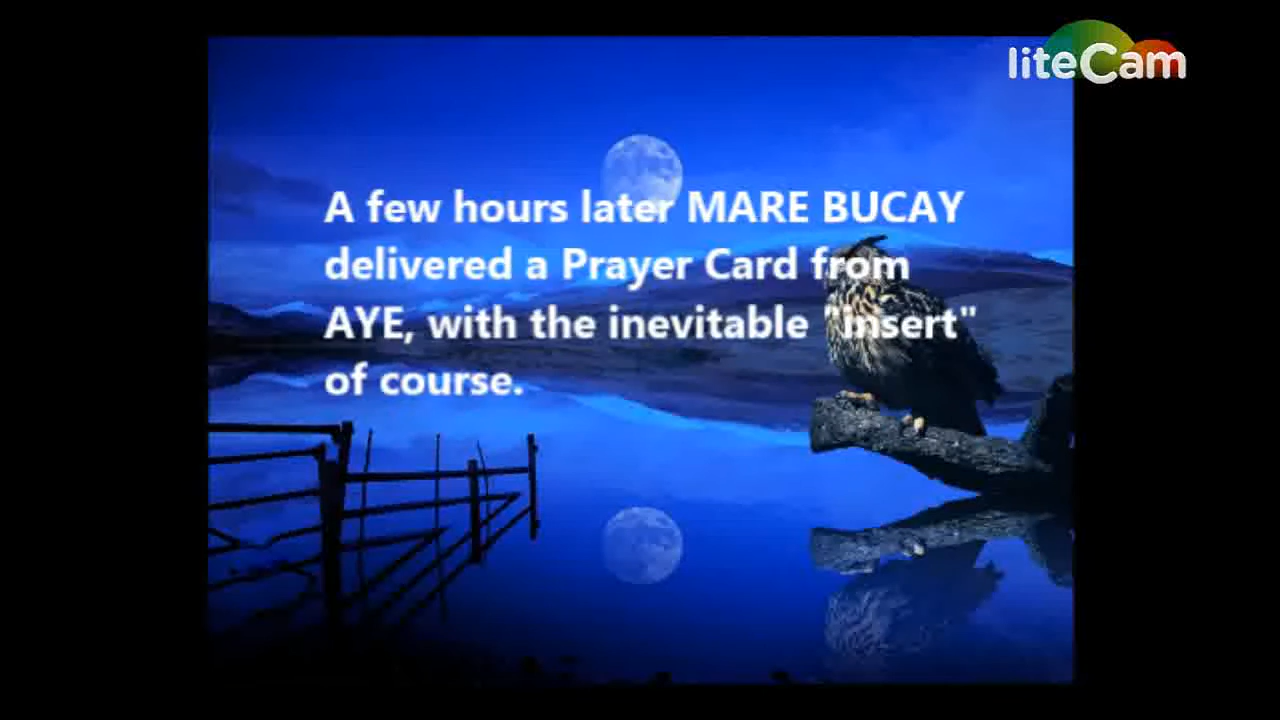 liteCam
A few hours later MARE BUCAY
delivered a Prayer Card from
AYE, with the inevitable "insert"
of course.